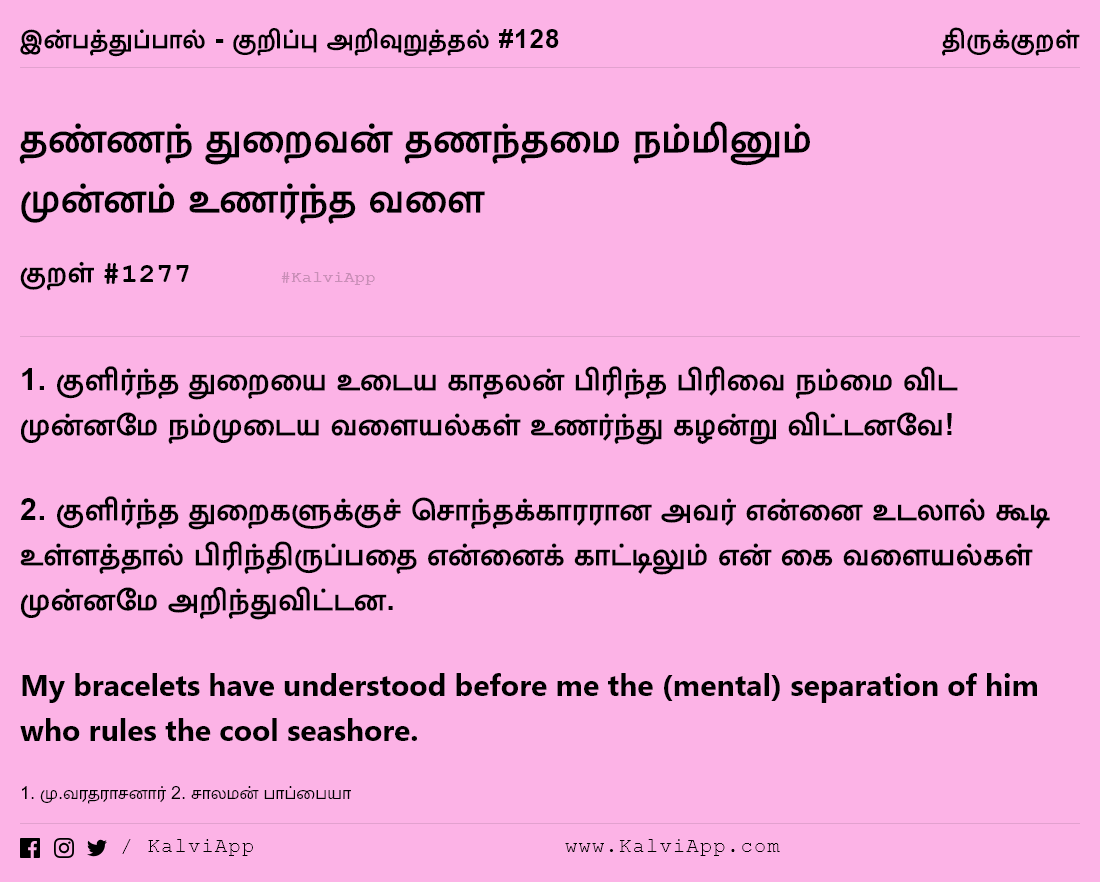 இன்பத்துப்பால் - குறிப்பு அறிவுறுத்தல் #128
திருக்குறள்
தண்ணந் துறைவன் தணந்தமை நம்மினும்
முன்னம் உணர்ந்த வளை
குறள் #1277
#KalviApp
1. குளிர்ந்த துறையை உடைய காதலன் பிரிந்த பிரிவை நம்மை விட
முன்னமே நம்முடைய வளையல்கள் உணர்ந்து கழன்று விட்டனவே!
2. குளிர்ந்த துறைகளுக்குச் சொந்தக்காரரான அவர் என்னை உடலால் கூடி
உள்ளத்தால் பிரிந்திருப்பதை என்னைக் காட்டிலும் என் கை வளையல்கள்
முன்னமே அறிந்துவிட்டன.
My bracelets have understood before me the (mental) separation of him
who rules the cool seashore.
1. மு.வரதராசனார் 2. சாலமன் பாப்பையா
/ KalviApp
www.KalviApp.com